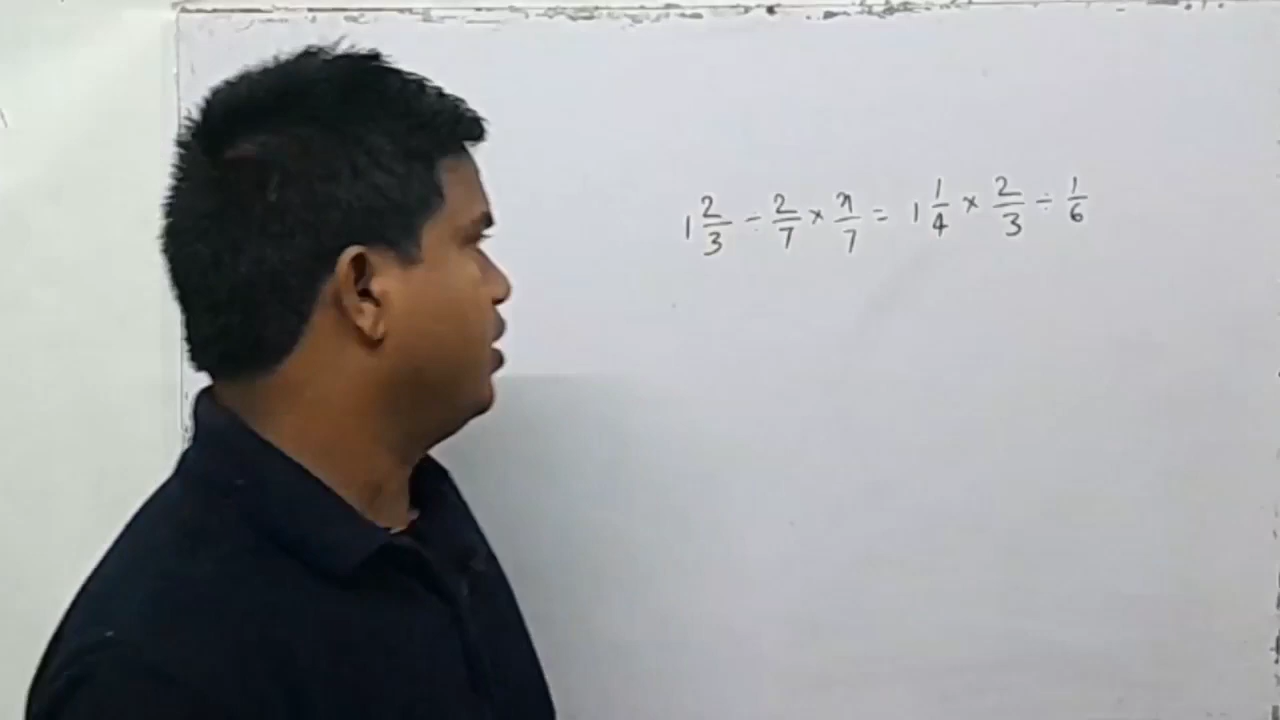 1 2/3 ÷ 2/7 × x/7 = 1 1/4 × 2/3 ÷ 1/6